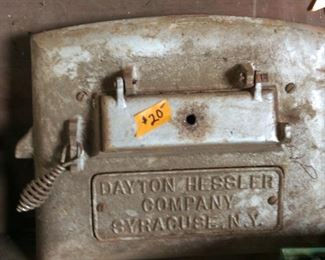 $20-
DAYTON HESSLER
COMPANY
SYRACUSE, N.Y.